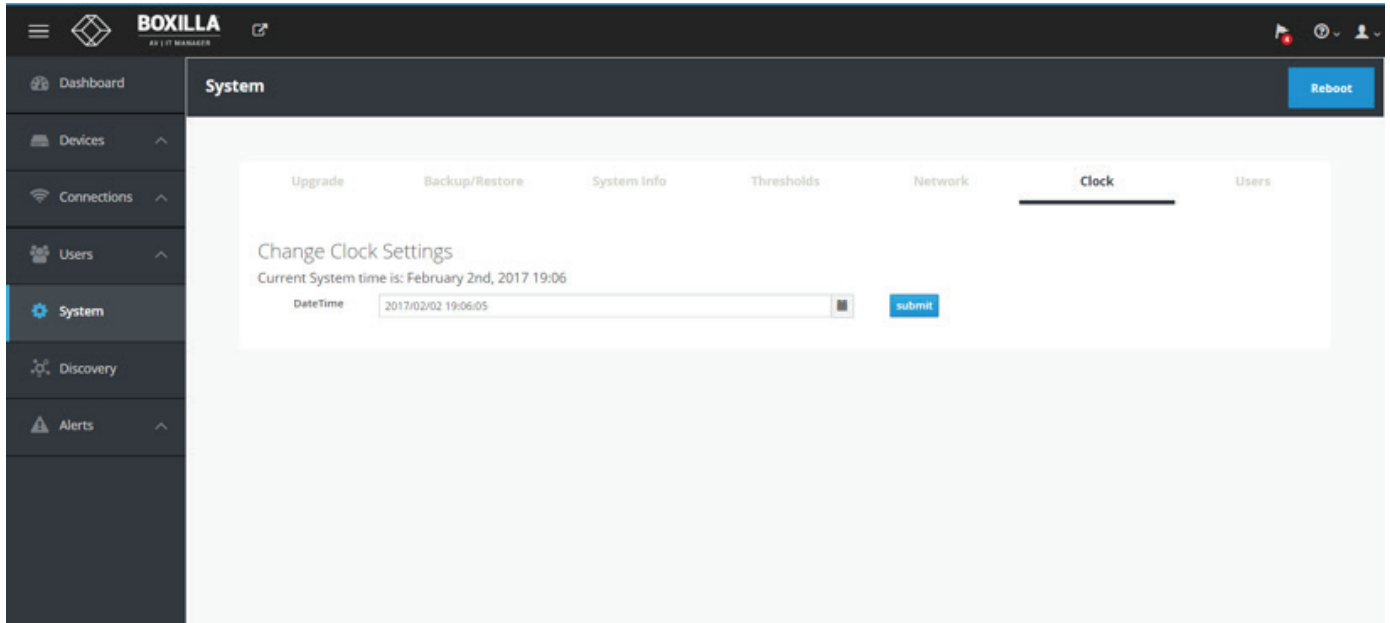 BOXILLA
AV | IT MANAGER
4
Dashboard
Devices
Connections
Users
System
Discovery
Alerts
System
Reboot
Upgrade Backup/Restore System Info Thresholds Network Clock Users
Change Clock Settings
Current System time is: February 2nd, 2017 19:06
DateTime 2017/02/02 19:06:05 submit